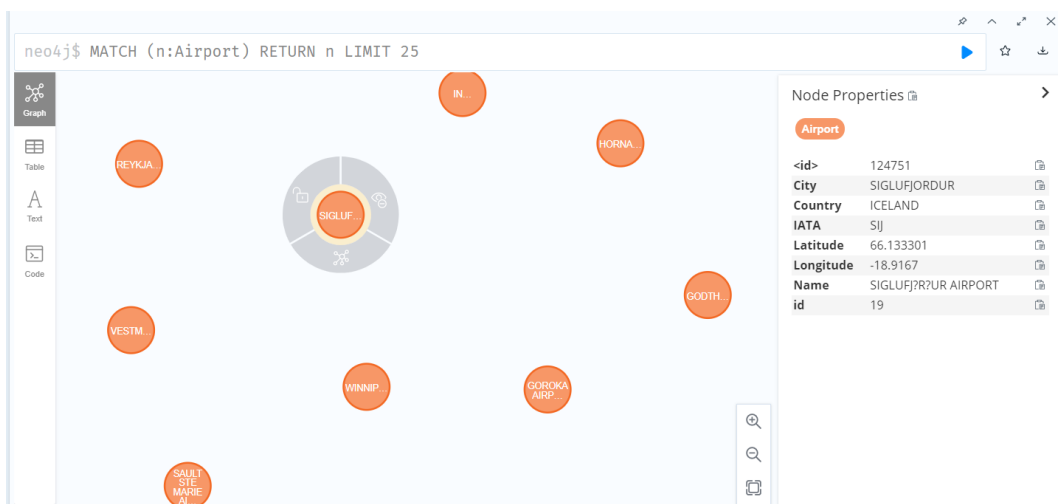 neo4j$ MATCH (n:Airport) RETURN n LIMIT 25
Graph
Table
A
Text
Code
IN...
HORNA...
REYKJA...
SIGLUF...
GODTH...
VESTM...
WINNIP...
GOROKA
AIRP...
SAULT
STE
MARIE
AI...
Node Properties
Airport
<id> 124751
City SIGLUFJORDUR
Country ICELAND
IATA SIJ
Latitude 66.133301
Longitude -18.9167
Name SIGLUFJ?R?UR AIRPORT
id 19